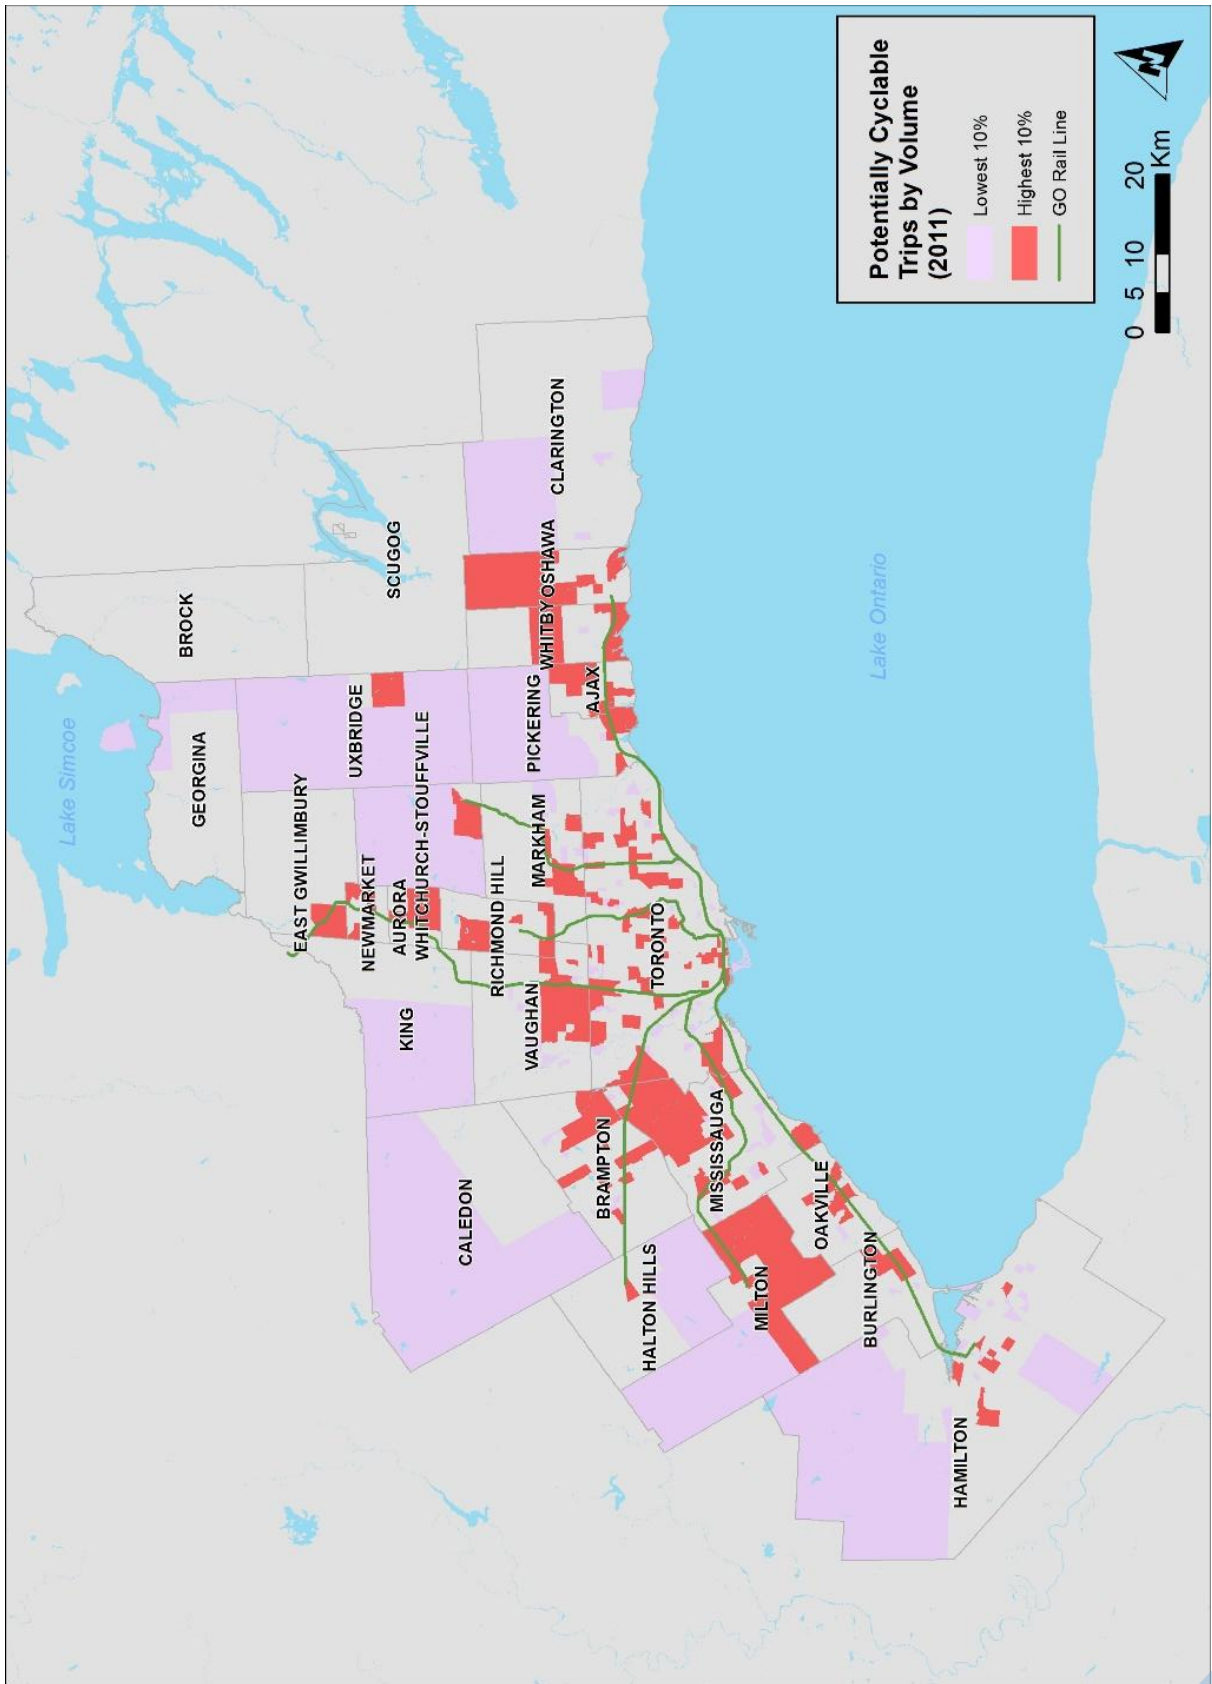 Lake Simcoe
BROCK
GEORGINA
SCUGOG
UXBRIDGE
EAST GWILLIMBURY
NEWMARKET
AURORA
WHITCHURCH-STOUFFVILLE
KING
CALEDON
RICHMOND HILL
VAUGHAN
MARKHAM
PICKERING
WHITBY
OSHAWA
CLARINGTON
AJAX
TORONTO
BRAMPTON
MISSISSAUGA
HALTON HILLS
MILTON
OAKVILLE
BURLINGTON
HAMILTON
Lake Ontario
Potentially Cyclable
Trips by Volume
(2011)
Lowest 10%
Highest 10%
GO Rail Line
0 5 10 20
Km
N